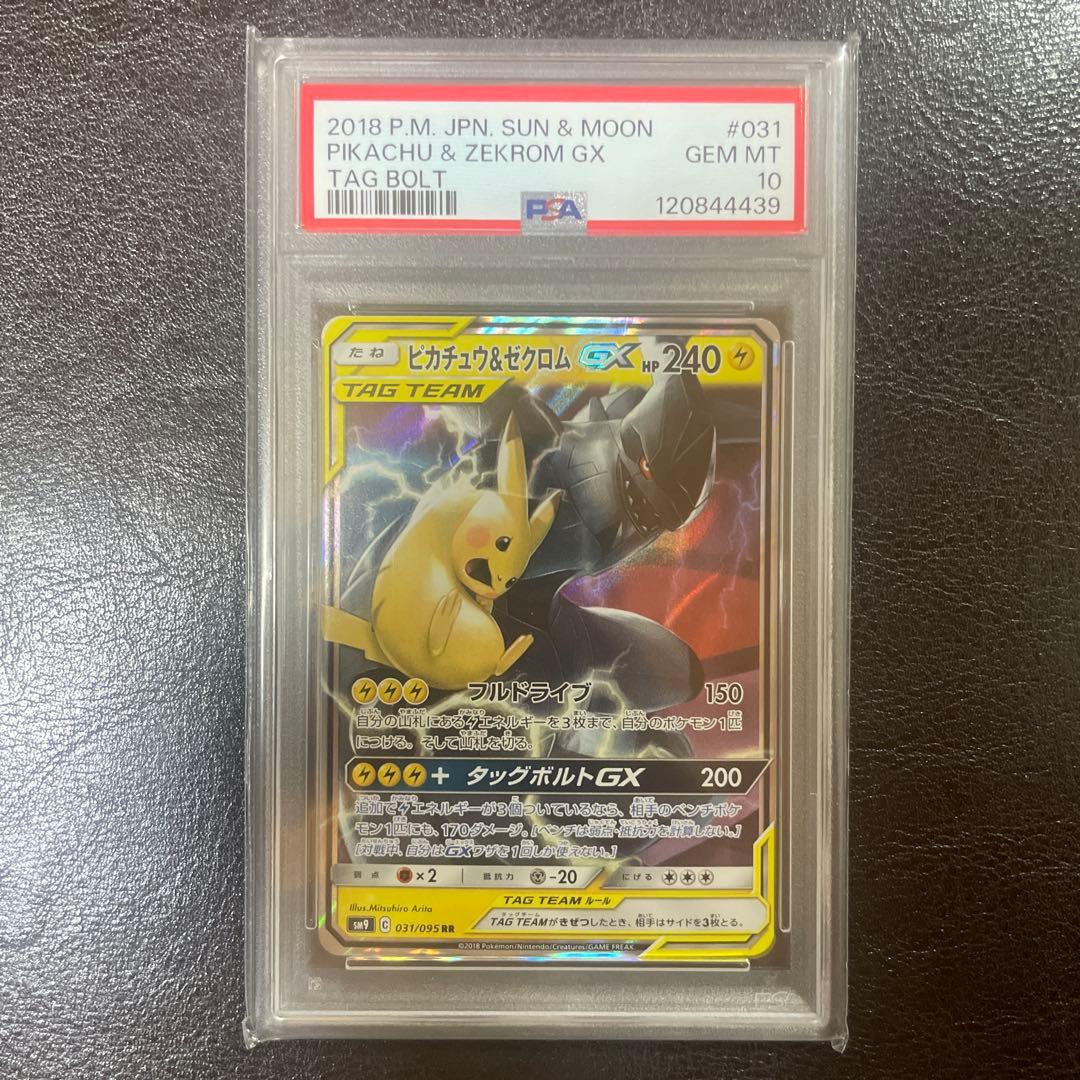 2018 P.M. JPN. SUN & MOON #031
PIKACHU & ZEKROM GX GEM MT
TAG BOLT 10
PSA 120844439
たね ピカチュウ&ゼクロムGX HP240
TAG TEAM
フルドライブ 150
自分の山札にあるエネルギーを3枚まで、自分のポケモン1匹
につける。そして山札を切る。
+ タッグボルトGX 200
追加でエネルギーが3個ついているなら、相手のベンチポケ
モン1匹にも、170ダメージ。[ベンチは弱点・抵抗力を計算しない。]
[対戦中、自分はGXワザを1回しか使えない。]
弱点 ×2 抵抗力 -20 にげる
TAG TEAM ルール
Illus.Mitsuhiro Arita
TAG TEAMがきぜつしたとき、相手はサイドを3枚とる。
SM9 C 031/095 RR
©2018 Pokémon/Nintendo/Creatures/GAME FREAK